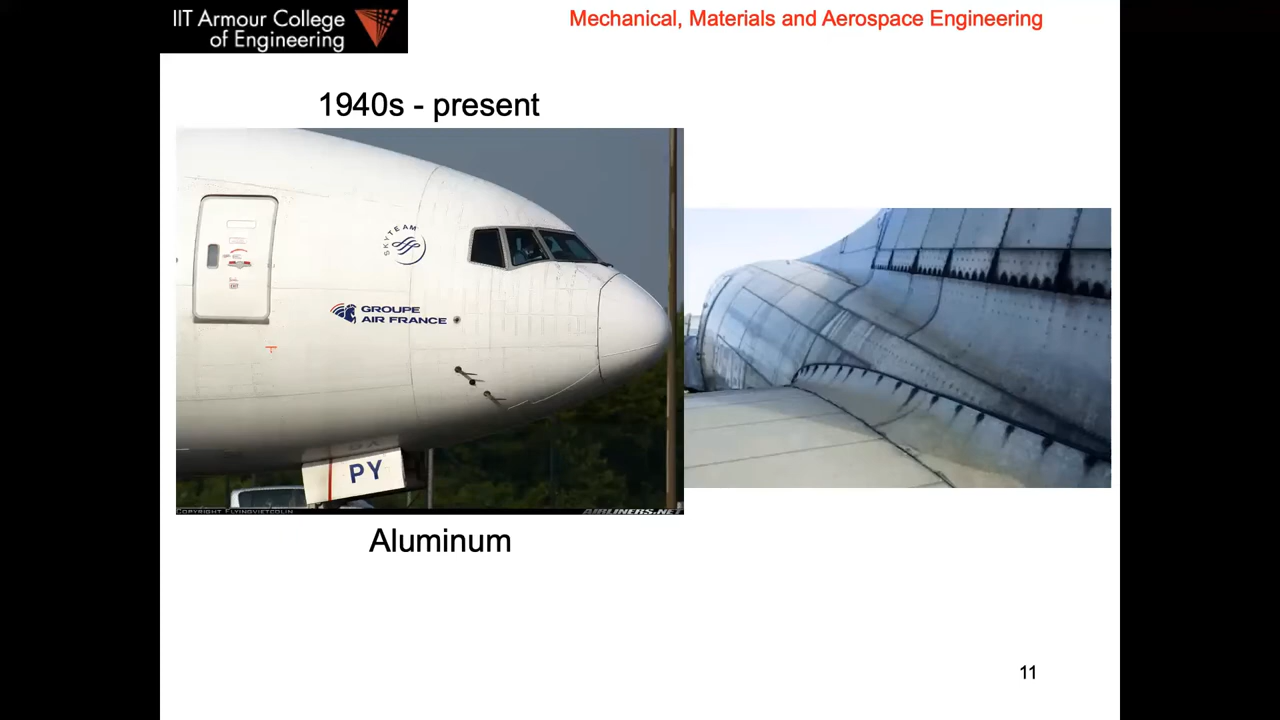 IIT Armour College
of Engineering
Mechanical, Materials and Aerospace Engineering
1940s - present
SKYTEAM
GROUPE
AIR FRANCE
PY
COPYRIGHT FLYINGVIETCOLIN
AIRLINERS.NET
Aluminum
11